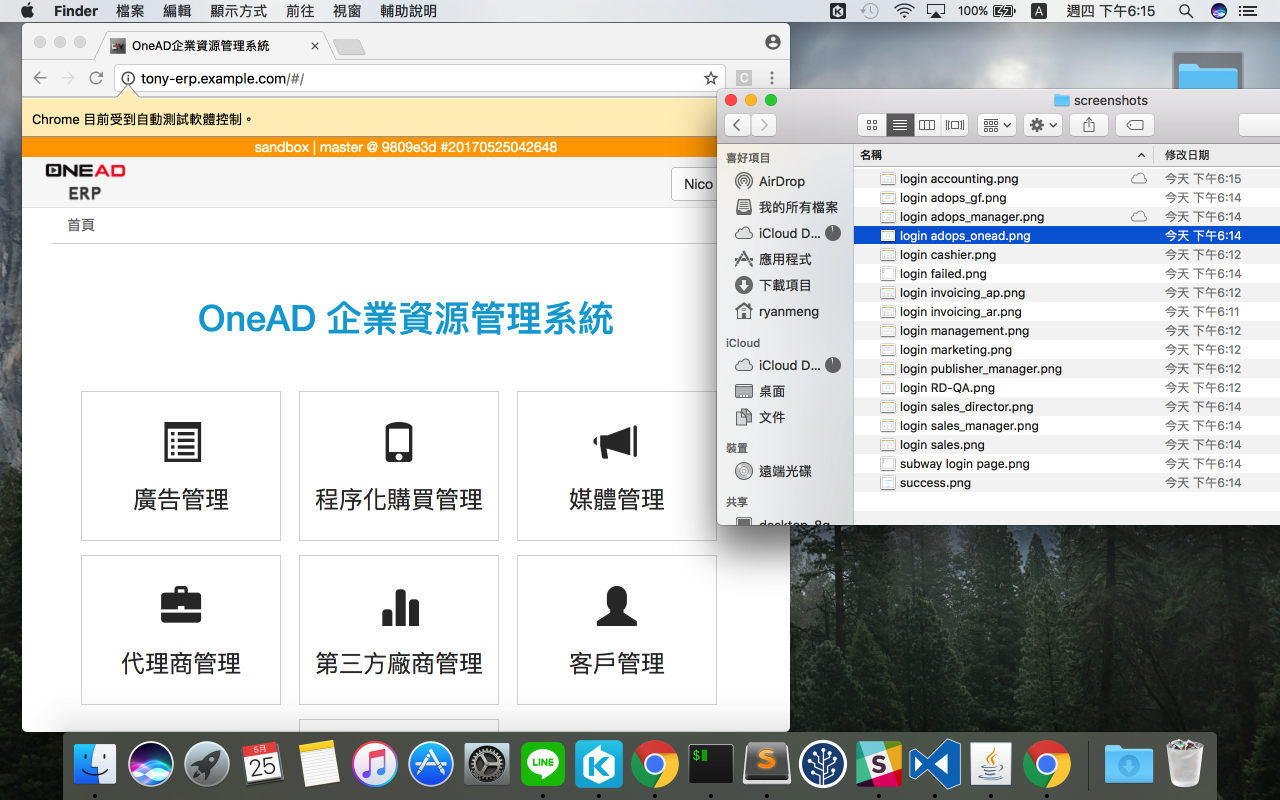 Finder 檔案 編輯 顯示方式 前往 視窗 輔助說明 100% A 週四 下午6:15
OneAD企業資源管理系統
tony-erp.example.com/#/
Chrome 目前受到自動測試軟體控制。
sandbox | master @ 9809e3d #20170525042648
ONEAD
ERP
Nico
首頁
OneAD 企業資源管理系統
廣告管理
程序化購買管理
媒體管理
代理商管理
第三方廠商管理
客戶管理
screenshots
喜好項目
AirDrop
我的所有檔案
iCloud D...
應用程式
下載項目
ryanmeng
iCloud
iCloud D...
桌面
文件
裝置
遠端光碟
共享
desktop-8g
名稱 修改日期
login accounting.png 今天 下午6:15
login adops_gf.png 今天 下午6:14
login adops_manager.png 今天 下午6:14
login adops_onead.png 今天 下午6:14
login cashier.png 今天 下午6:12
login failed.png 今天 下午6:14
login invoicing_ap.png 今天 下午6:12
login invoicing_ar.png 今天 下午6:11
login management.png 今天 下午6:12
login marketing.png 今天 下午6:12
login publisher_manager.png 今天 下午6:12
login RD-QA.png 今天 下午6:12
login sales_director.png 今天 下午6:14
login sales_manager.png 今天 下午6:14
login sales.png 今天 下午6:14
subway login page.png 今天 下午6:14
success.png 今天 下午6:14
5月
25
LINE
K
$
S
S